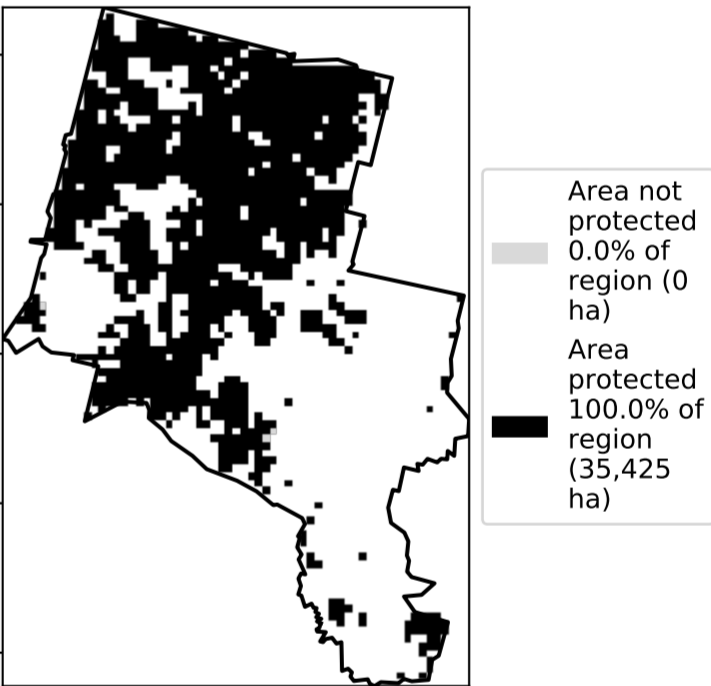 Area not
protected
0.0% of
region (0
ha)
Area
protected
100.0% of
region
(35,425
ha)